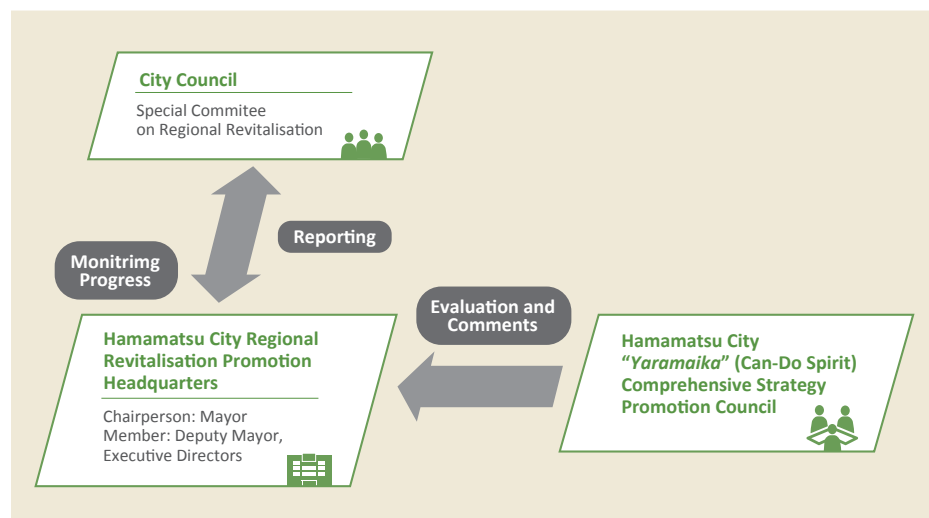 City Council
Special Commitee
on Regional Revitalisation
Reporting
Monitrimg
Progress
Evaluation and
Comments
Hamamatsu City Regional
Revitalisation Promotion
Headquarters
Chairperson: Mayor
Member: Deputy Mayor,
Executive Directors
Hamamatsu City
“Yaramaika” (Can-Do Spirit)
Comprehensive Strategy
Promotion Council